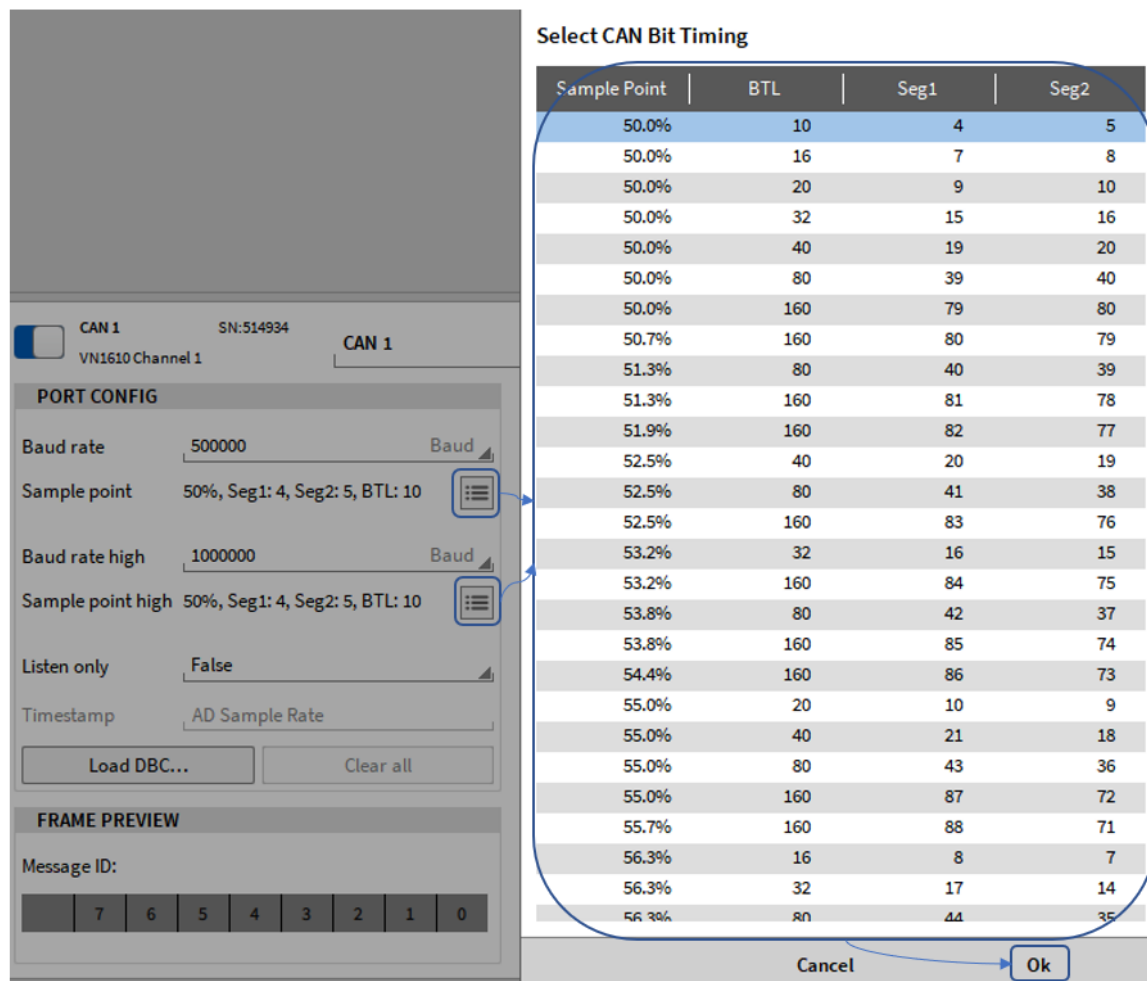 CAN 1 SN:514934
VN1610 Channel 1
CAN 1
PORT CONFIG
Baud rate 500000 Baud
Sample point 50%, Seg1: 4, Seg2: 5, BTL: 10
Baud rate high 1000000 Baud
Sample point high 50%, Seg1: 4, Seg2: 5, BTL: 10
Listen only False
Timestamp AD Sample Rate
Load DBC... Clear all
FRAME PREVIEW
Message ID:
7 6 5 4 3 2 1 0
Select CAN Bit Timing
Sample Point BTL Seg1 Seg2
50.0% 10 4 5
50.0% 16 7 8
50.0% 20 9 10
50.0% 32 15 16
50.0% 40 19 20
50.0% 80 39 40
50.0% 160 79 80
50.7% 160 80 79
51.3% 80 40 39
51.3% 160 81 78
51.9% 160 82 77
52.5% 40 20 19
52.5% 80 41 38
52.5% 160 83 76
53.2% 32 16 15
53.2% 160 84 75
53.8% 80 42 37
53.8% 160 85 74
54.4% 160 86 73
55.0% 20 10 9
55.0% 40 21 18
55.0% 80 43 36
55.0% 160 87 72
55.7% 160 88 71
56.3% 16 8 7
56.3% 32 17 14
56.3% 80 44 35
Cancel Ok